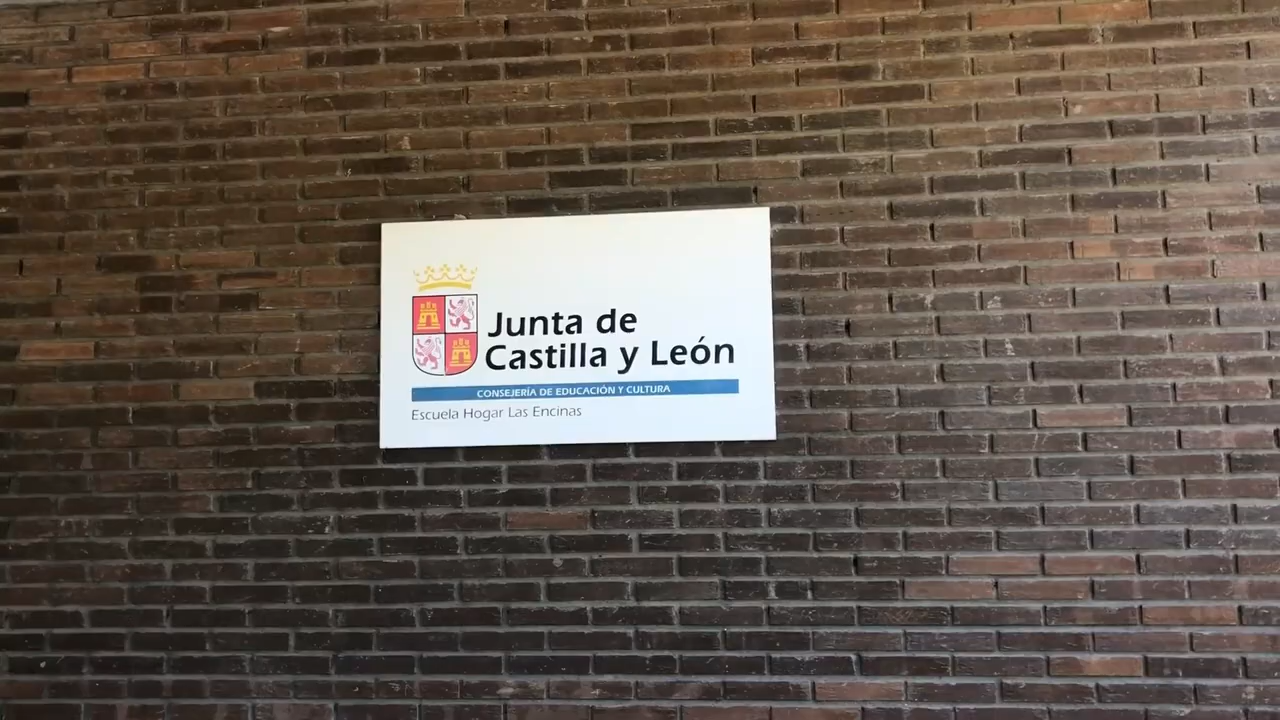 Junta de
Castilla y León
CONSEJERÍA DE EDUCACIÓN Y CULTURA
Escuela Hogar Las Encinas